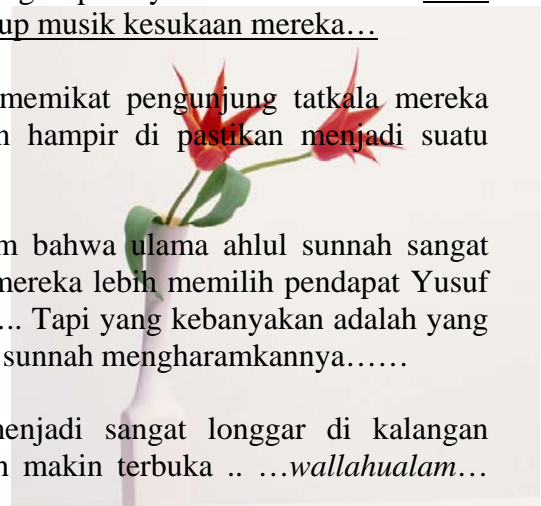 up musik kesukaan mereka…
memikat pengunjung tatkala mereka
hampir di pastikan menjadi suatu
bahwa ulama ahlul sunnah sangat
mereka lebih memilih pendapat Yusuf
.. Tapi yang kebanyakan adalah yang
sunnah mengharamkannya……
menjadi sangat longgar di kalangan
makin terbuka .. …wallahualam…